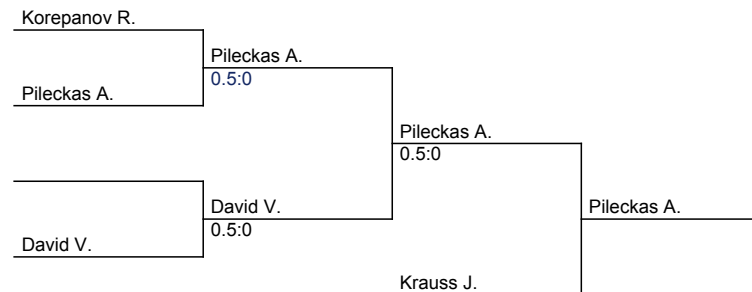 Korepanov R.
Pileckas A.
0.5:0
Pileckas A.
Pileckas A.
0.5:0
David V.
0.5:0
Pileckas A.
David V.
Krauss J.